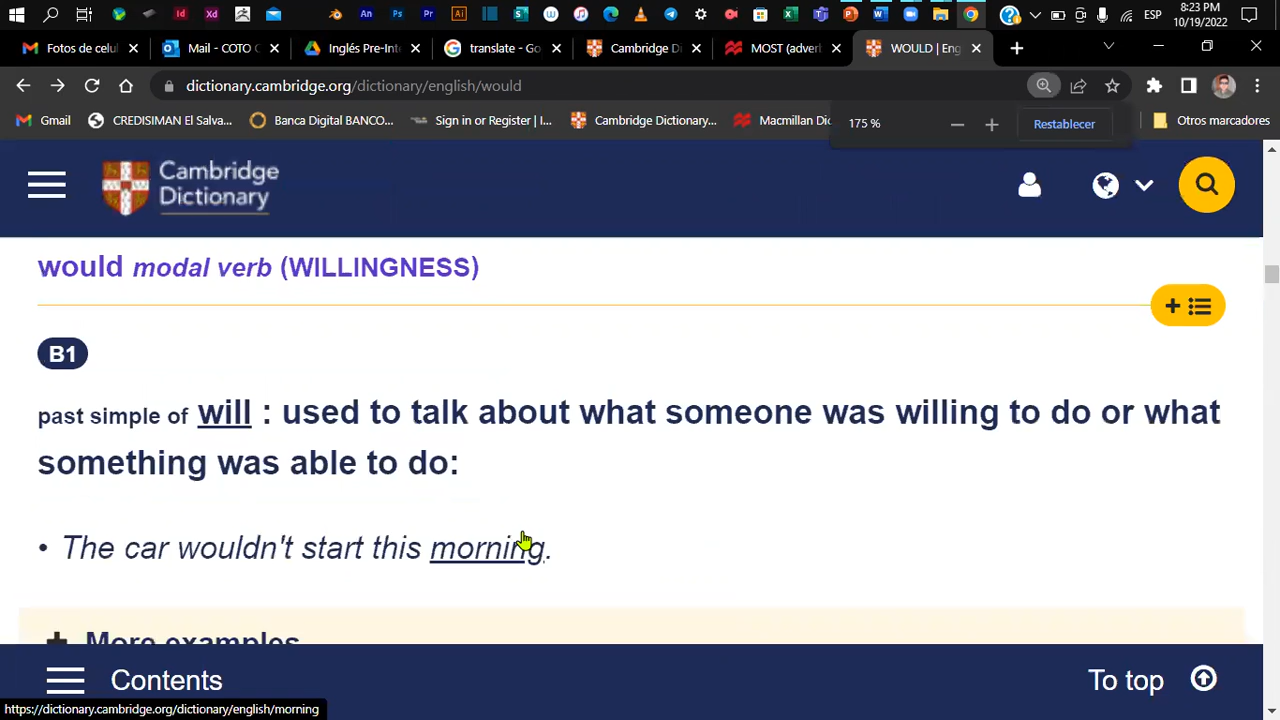 8:23 PM
ESP
10/19/2022
Fotos de celul
Mail - COTO C
Inglés Pre-Inte
translate - Go
Cambridge Di
MOST (adverb
WOULD | Eng
dictionary.cambridge.org/dictionary/english/would
Gmail
CREDISIMAN El Salva...
Banca Digital BANCO...
Sign in or Register | I...
Cambridge Dictionary...
Macmillan Dic
Otros marcadores
175 %
Restablecer
Cambridge
Dictionary
would modal verb (WILLINGNESS)
B1
past simple of will : used to talk about what someone was willing to do or what
something was able to do:
• The car wouldn't start this morning.
More examples
Contents
To top
https://dictionary.cambridge.org/dictionary/english/morning